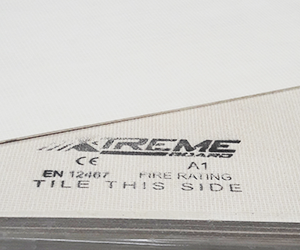 XTREME
BOARD
CE A1
EN 12467 FIRE RATING
TILE THIS SIDE